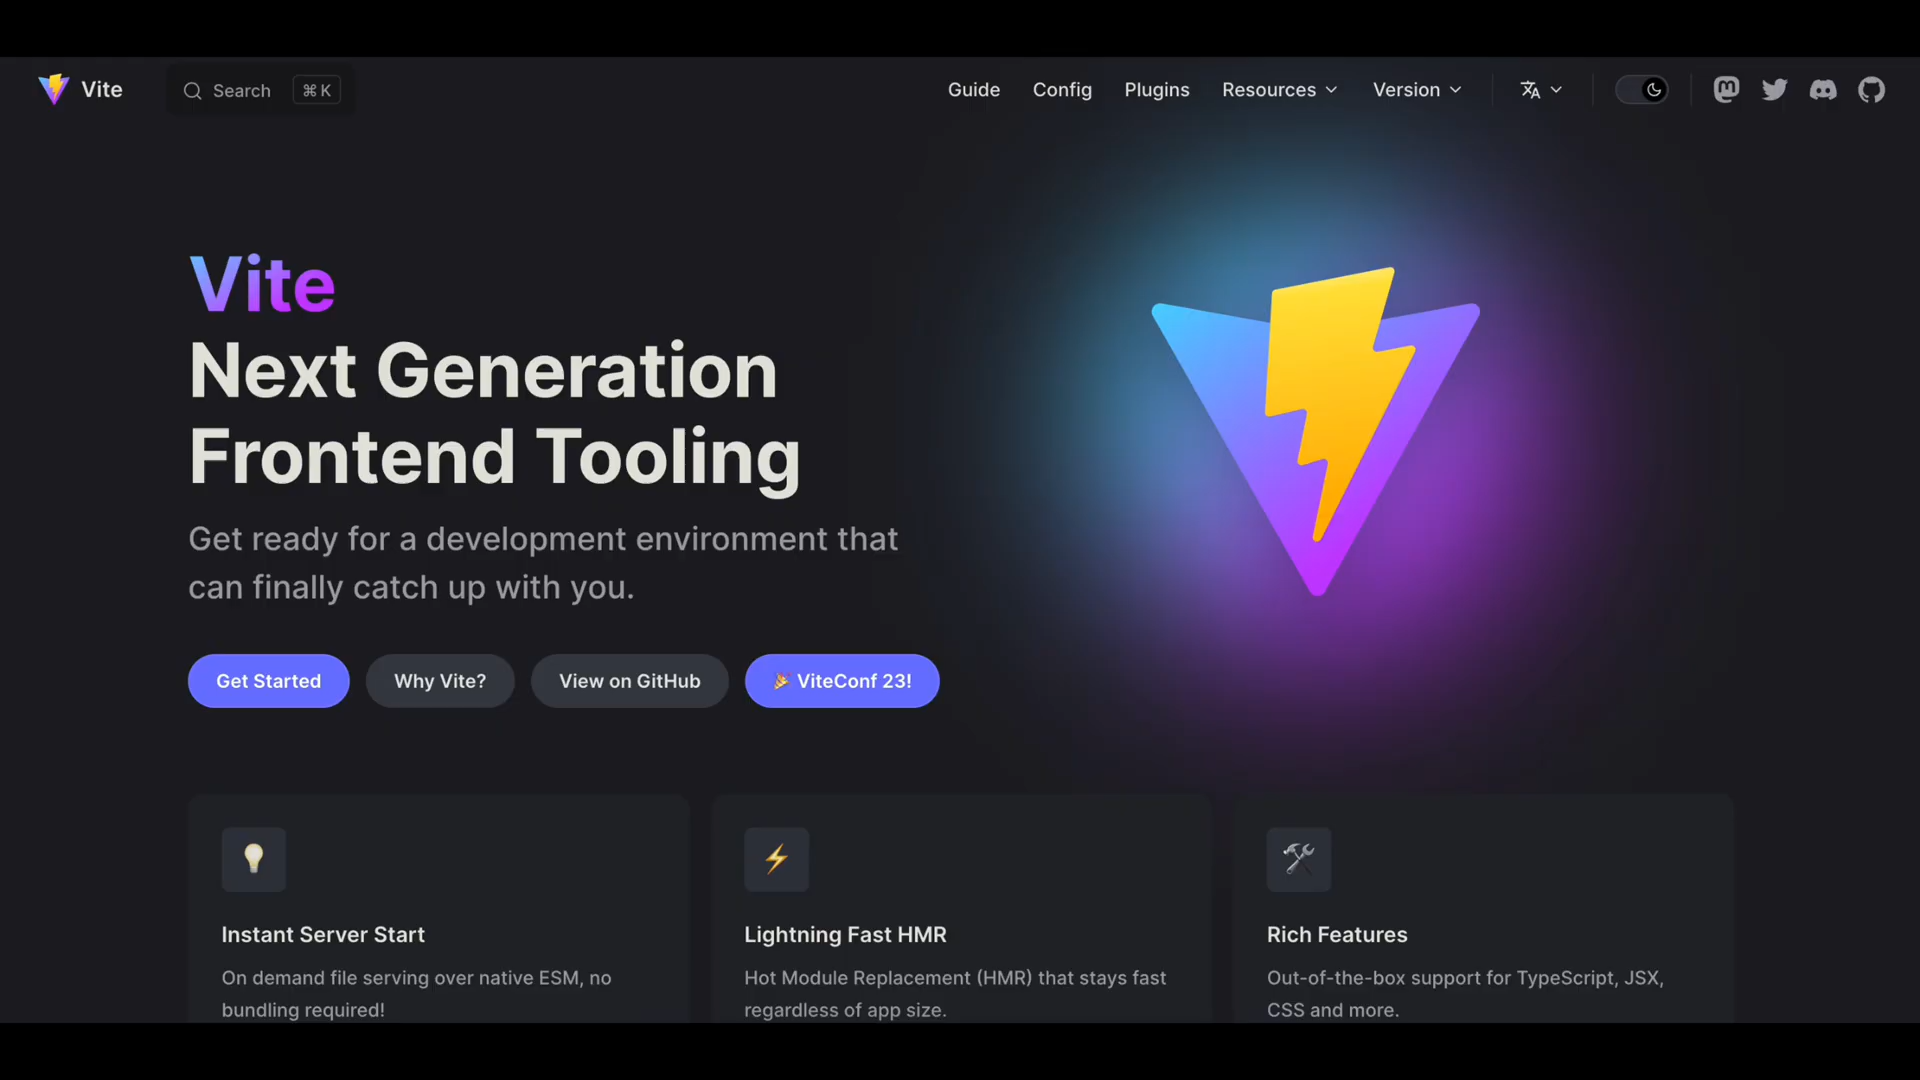 Vite
Search
⌘ K
Guide
Config
Plugins
Resources
Version
Vite
Next Generation
Frontend Tooling
Get ready for a development environment that
can finally catch up with you.
Get Started
Why Vite?
View on GitHub
🎉 ViteConf 23!
Instant Server Start
On demand file serving over native ESM, no
bundling required!
Lightning Fast HMR
Hot Module Replacement (HMR) that stays fast
regardless of app size.
Rich Features
Out-of-the-box support for TypeScript, JSX,
CSS and more.